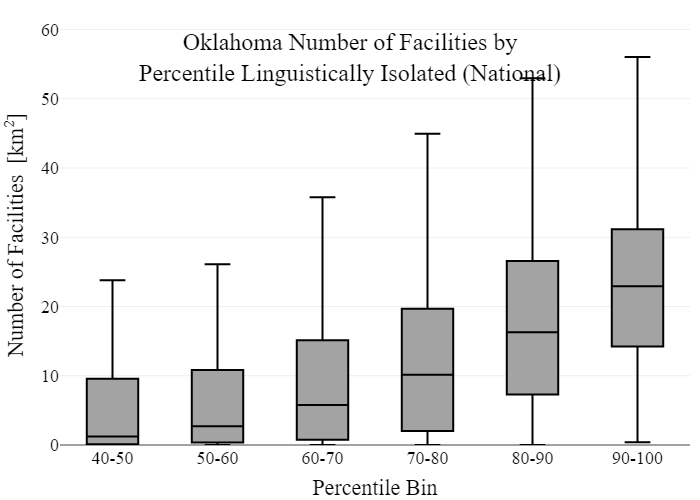 Oklahoma Number of Facilities by
Percentile Linguistically Isolated (National)
Number of Facilities [km²]
60
50
40
30
20
10
0
40-50 50-60 60-70 70-80 80-90 90-100
Percentile Bin